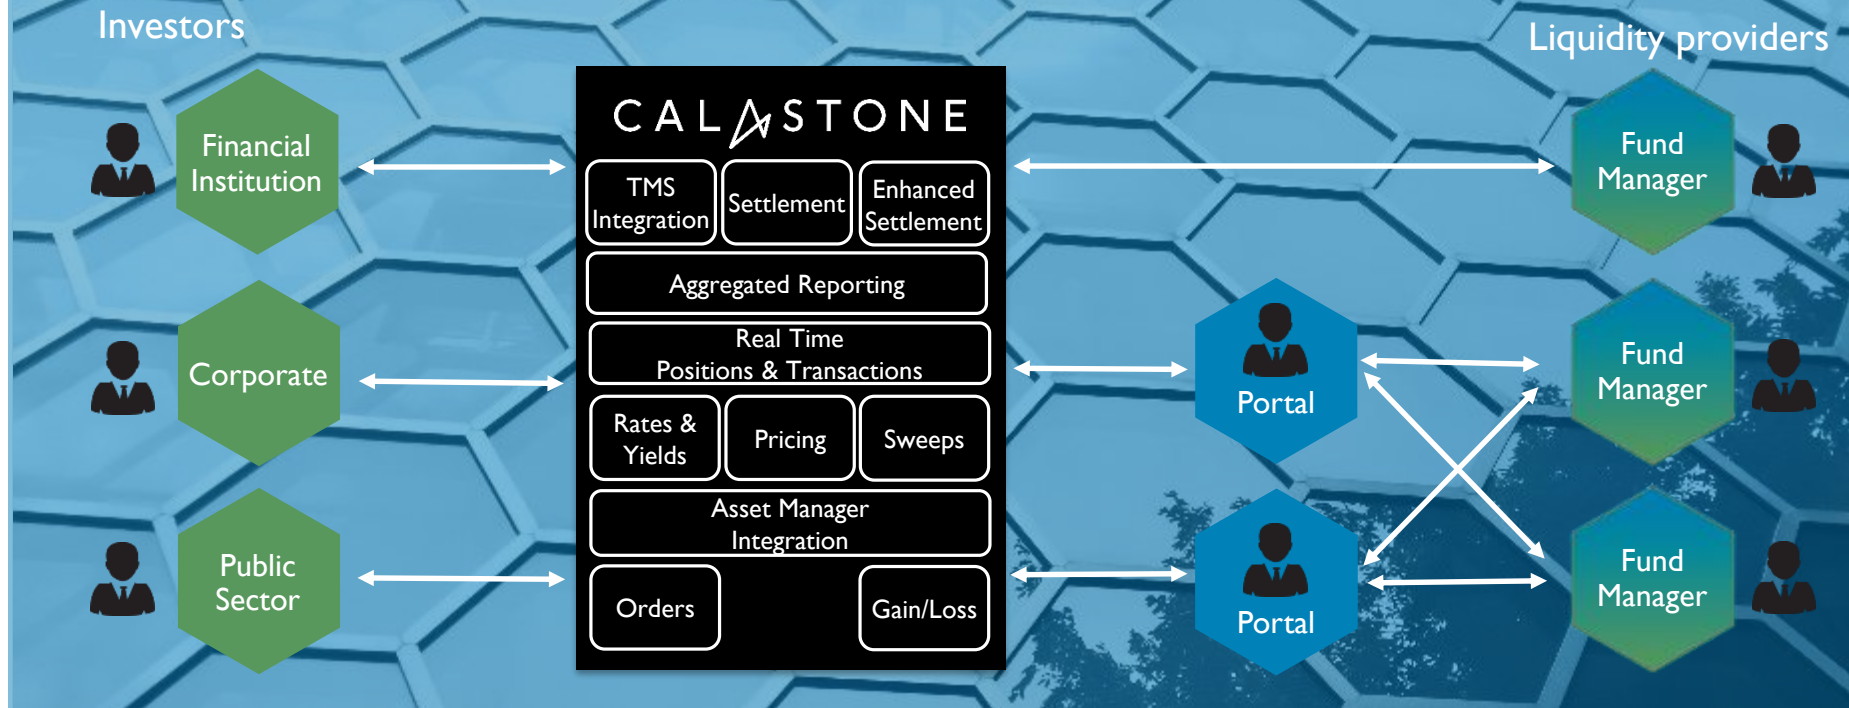 Investors
Liquidity providers
CALASTONE
Financial
Institution
Corporate
Public
Sector
TMS
Integration
Settlement
Enhanced
Settlement
Aggregated Reporting
Real Time
Positions & Transactions
Rates &
Yields
Pricing
Sweeps
Asset Manager
Integration
Orders
Gain/Loss
Portal
Portal
Fund
Manager
Fund
Manager
Fund
Manager